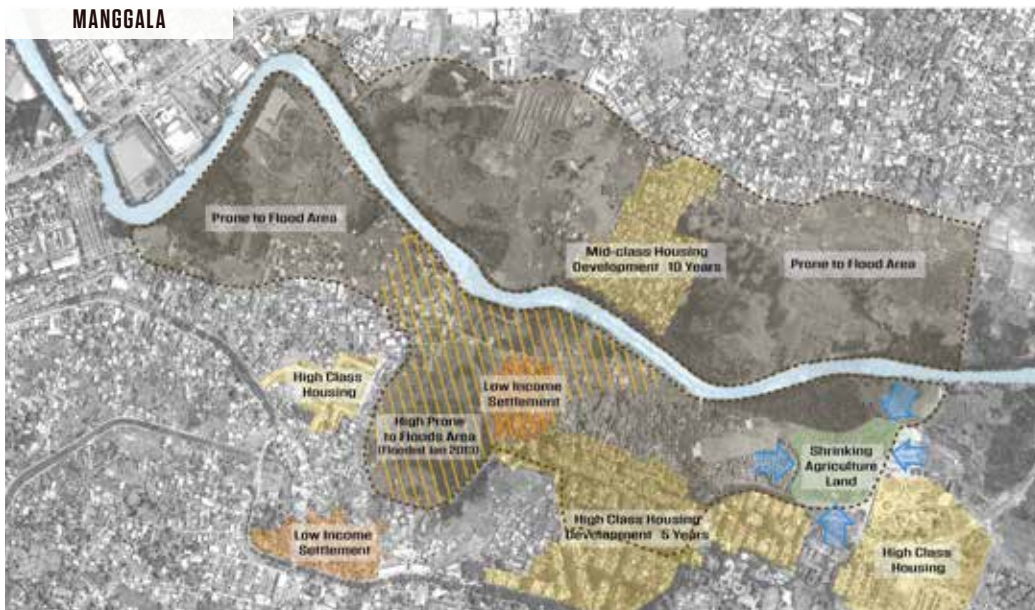 MANGGALA
Prone to Flood Area
Mid-class Housing
Development 10 Years
Prone to Flood Area
High Class
Housing
Low Income
Settlement
High Prone
to Floods Area
(Flooded Jan 2013)
Shrinking
Agriculture
Land
High Class Housing
Development 5 Years
Low Income
Settlement
High Class
Housing